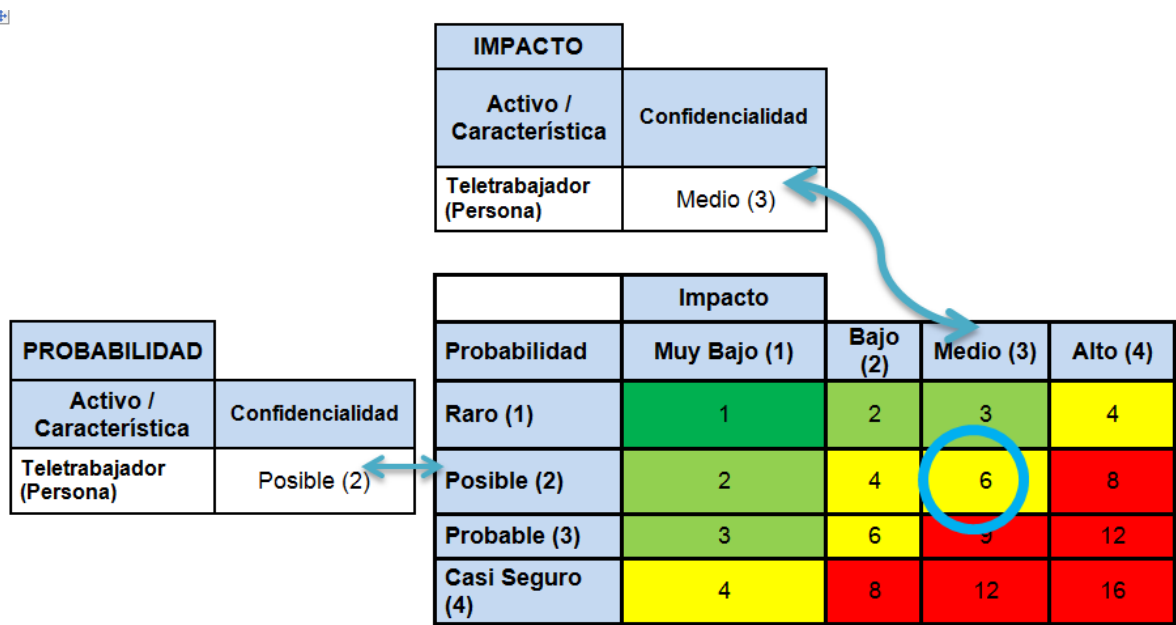 IMPACTO
Activo /
Característica
Confidencialidad
Teletrabajador
(Persona)
Medio (3)
PROBABILIDAD
Activo /
Característica
Confidencialidad
Teletrabajador
(Persona)
Posible (2)
Impacto
Probabilidad
Muy Bajo (1)
Bajo
(2)
Medio (3)
Alto (4)
Raro (1)
1
2
3
4
Posible (2)
2
4
6
8
Probable (3)
3
6
9
12
Casi Seguro
(4)
4
8
12
16